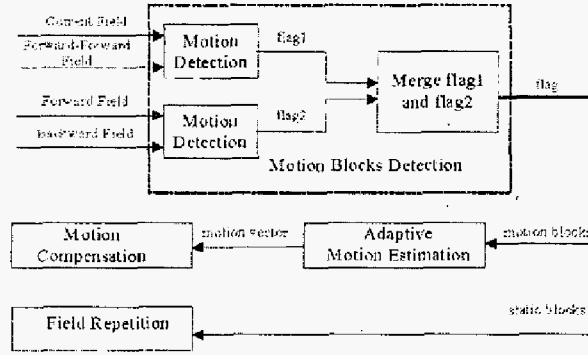 Current Field
Forward-Forward
Field
Motion
Detection
flag1
Merge flag1
and flag2
flag
Forward Field
Backward Field
Motion
Detection
flag2
Motion Blocks Detection
Motion
Compensation
motion vector
Adaptive
Motion Estimation
motion blocks
Field Repetition
static blocks